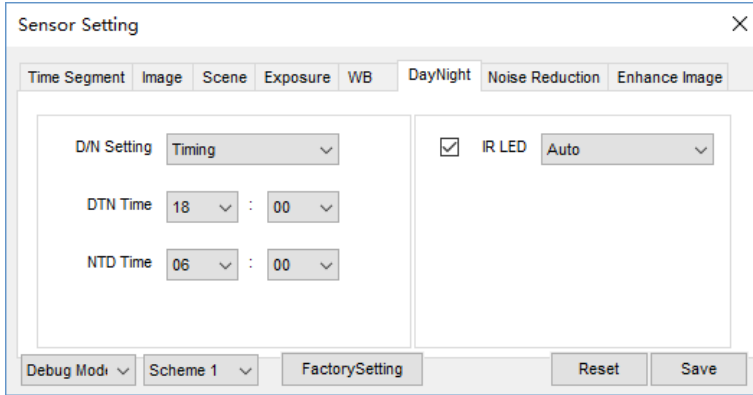 Sensor Setting
Time Segment Image Scene Exposure WB DayNight Noise Reduction Enhance Image
D/N Setting Timing IR LED Auto
DTN Time 18 : 00
NTD Time 06 : 00
Debug Mod Scheme 1 FactorySetting Reset Save